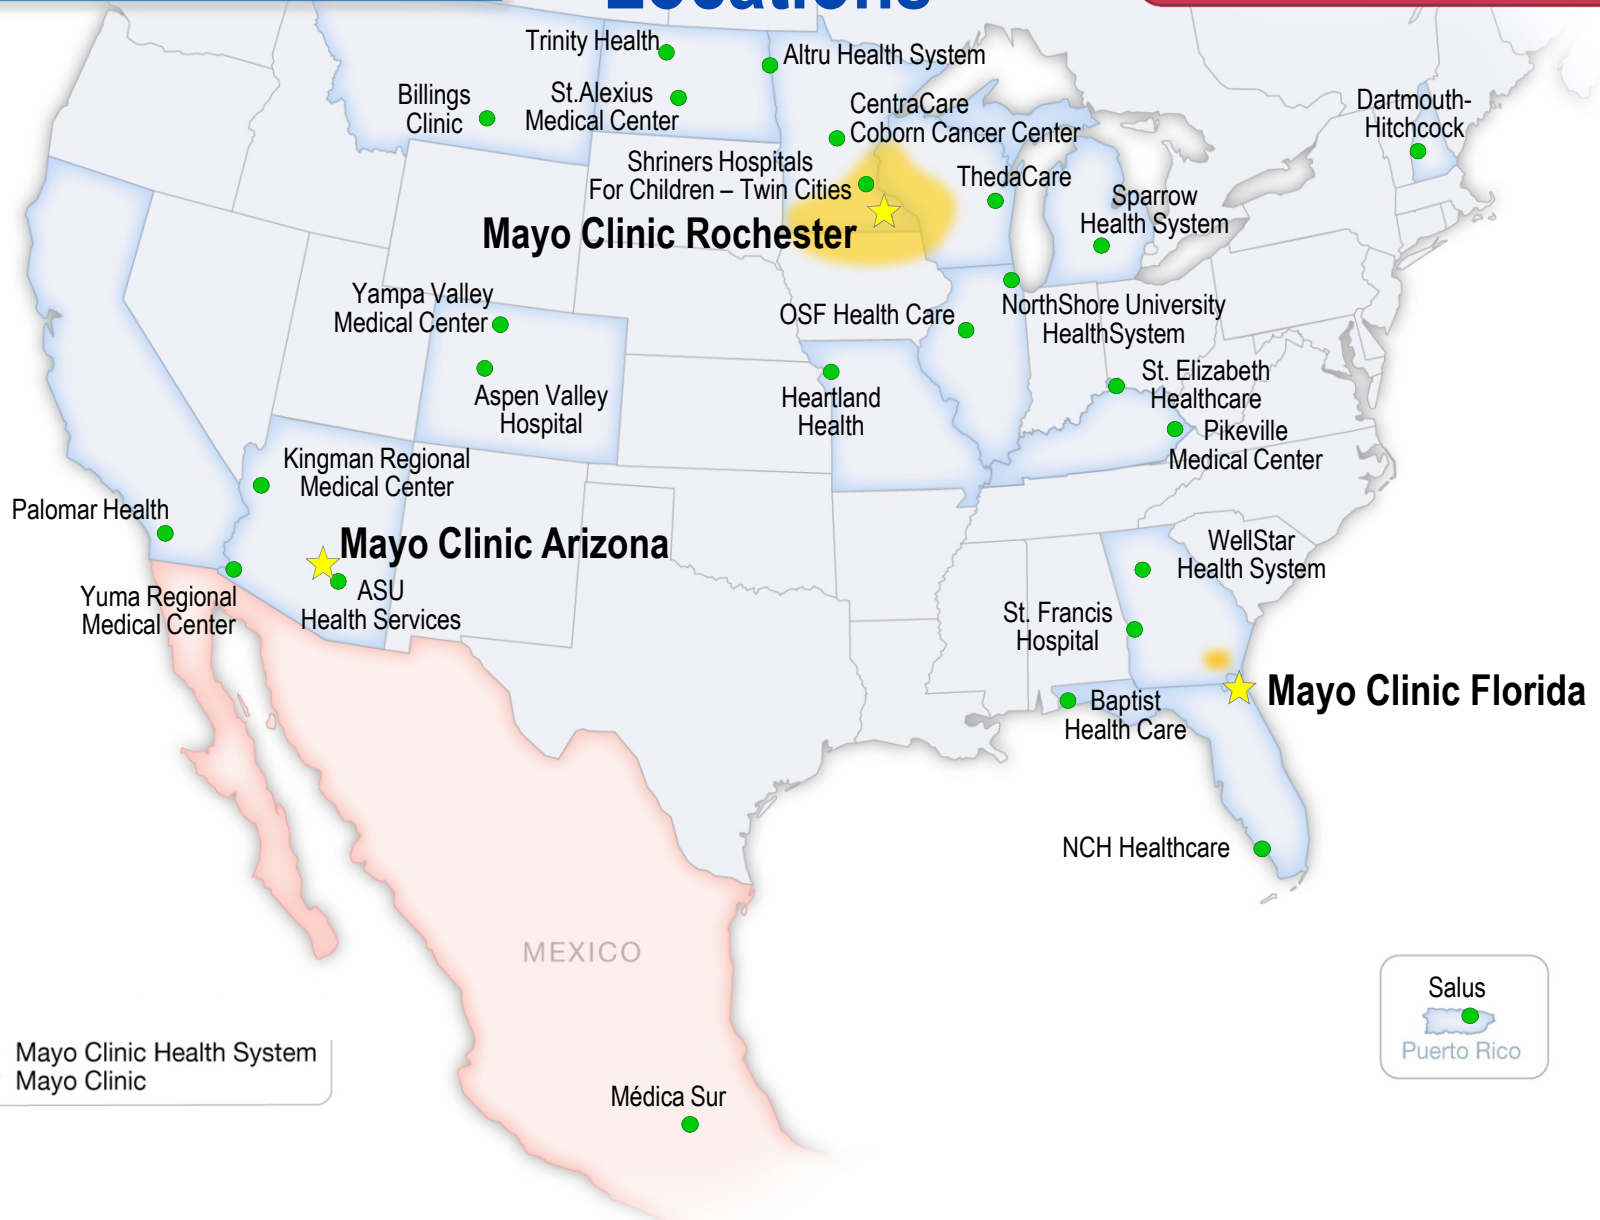 Locations
Trinity Health
Altru Health System
Billings
Clinic
St.Alexius
Medical Center
CentraCare
Coborn Cancer Center
Dartmouth-
Hitchcock
Shriners Hospitals
For Children – Twin Cities
ThedaCare
Sparrow
Health System
Mayo Clinic Rochester
Yampa Valley
Medical Center
OSF Health Care
NorthShore University
HealthSystem
Aspen Valley
Hospital
Heartland
Health
St. Elizabeth
Healthcare
Pikeville
Medical Center
Kingman Regional
Medical Center
Palomar Health
Mayo Clinic Arizona
WellStar
Health System
Yuma Regional
Medical Center
ASU
Health Services
St. Francis
Hospital
Mayo Clinic Florida
Baptist
Health Care
NCH Healthcare
MEXICO
Salus
Puerto Rico
Mayo Clinic Health System
Mayo Clinic
Médica Sur